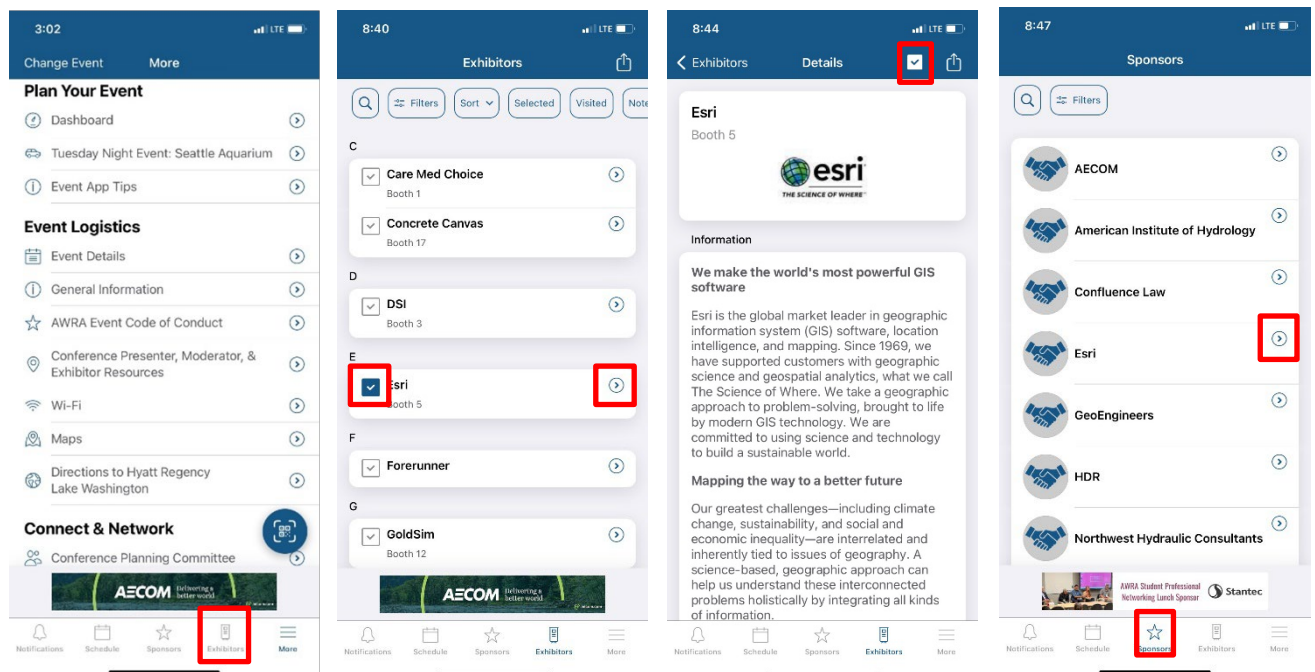 3:02
LTE
Change Event
More
Plan Your Event
Dashboard
Tuesday Night Event: Seattle Aquarium
Event App Tips
Event Logistics
Event Details
General Information
AWRA Event Code of Conduct
Conference Presenter, Moderator, &
Exhibitor Resources
Wi-Fi
Maps
Directions to Hyatt Regency
Lake Washington
Connect & Network
Conference Planning Committee
AECOM Delivering a
better world
Notifications
Schedule
Sponsors
Exhibitors
More
8:40
LTE
Exhibitors
Filters
Sort
Selected
Visited
Note
C
Care Med Choice
Booth 1
Concrete Canvas
Booth 17
D
DSI
Booth 3
E
Esri
Booth 5
F
Forerunner
G
GoldSim
Booth 12
AECOM Delivering a
better world
Notifications
Schedule
Sponsors
Exhibitors
More
8:44
LTE
Exhibitors
Details
Esri
Booth 5
esri
THE SCIENCE OF WHERE
Information
We make the world's most powerful GIS
software
Esri is the global market leader in geographic
information system (GIS) software, location
intelligence, and mapping. Since 1969, we
have supported customers with geographic
science and geospatial analytics, what we call
The Science of Where. We take a geographic
approach to problem-solving, brought to life
by modern GIS technology. We are
committed to using science and technology
to build a sustainable world.
Mapping the way to a better future
Our greatest challenges—including climate
change, sustainability, and social and
economic inequality—are interrelated and
inherently tied to issues of geography. A
science-based, geographic approach can
help us understand these interconnected
problems holistically by integrating all kinds
of information.
Notifications
Schedule
Sponsors
Exhibitors
More
8:47
LTE
Sponsors
Filters
AECOM
American Institute of Hydrology
Confluence Law
Esri
GeoEngineers
HDR
Northwest Hydraulic Consultants
AWRA Student Professional
Networking Lunch Sponsor
Stantec
Notifications
Schedule
Sponsors
Exhibitors
More